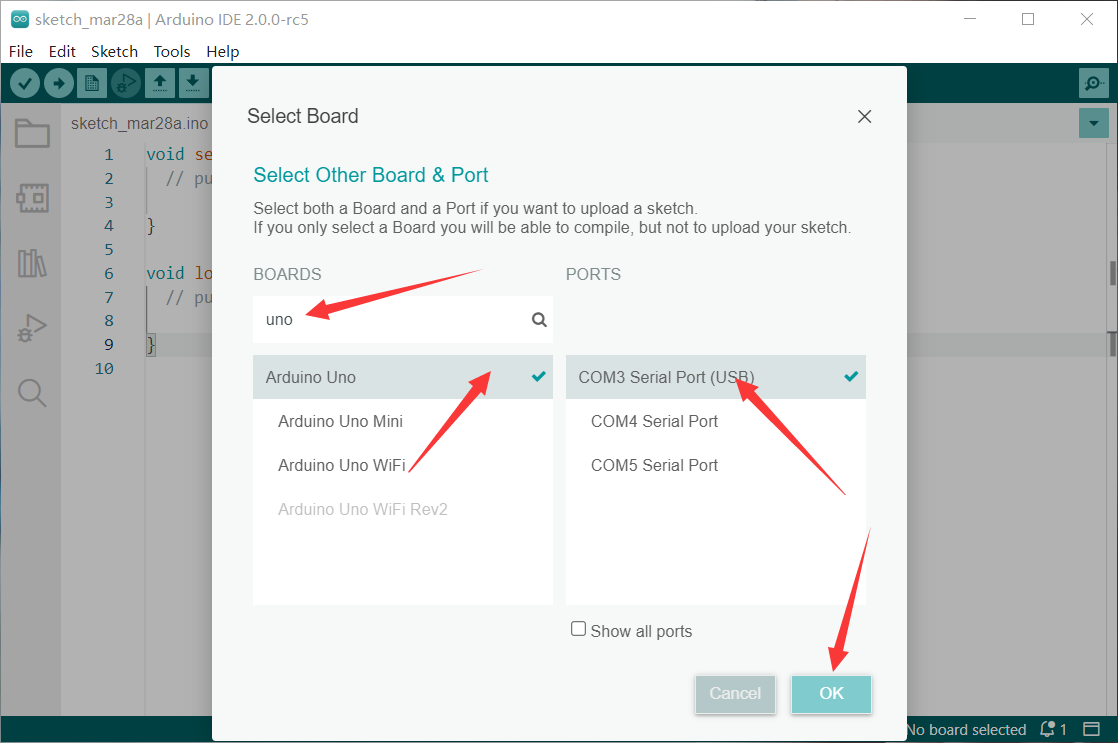 sketch_mar28a | Arduino IDE 2.0.0-rc5
File Edit Sketch Tools Help
sketch_mar28a.ino
Select Board
Select Other Board & Port
Select both a Board and a Port if you want to upload a sketch.
If you only select a Board you will be able to compile, but not to upload your sketch.
BOARDS
PORTS
uno
Arduino Uno
Arduino Uno Mini
Arduino Uno WiFi
Arduino Uno WiFi Rev2
COM3 Serial Port (USB)
COM4 Serial Port
COM5 Serial Port
Show all ports
Cancel
OK
1 void se
2 // pu
3
4 }
5
6 void lo
7 // pu
8
9 }
10
No board selected 1